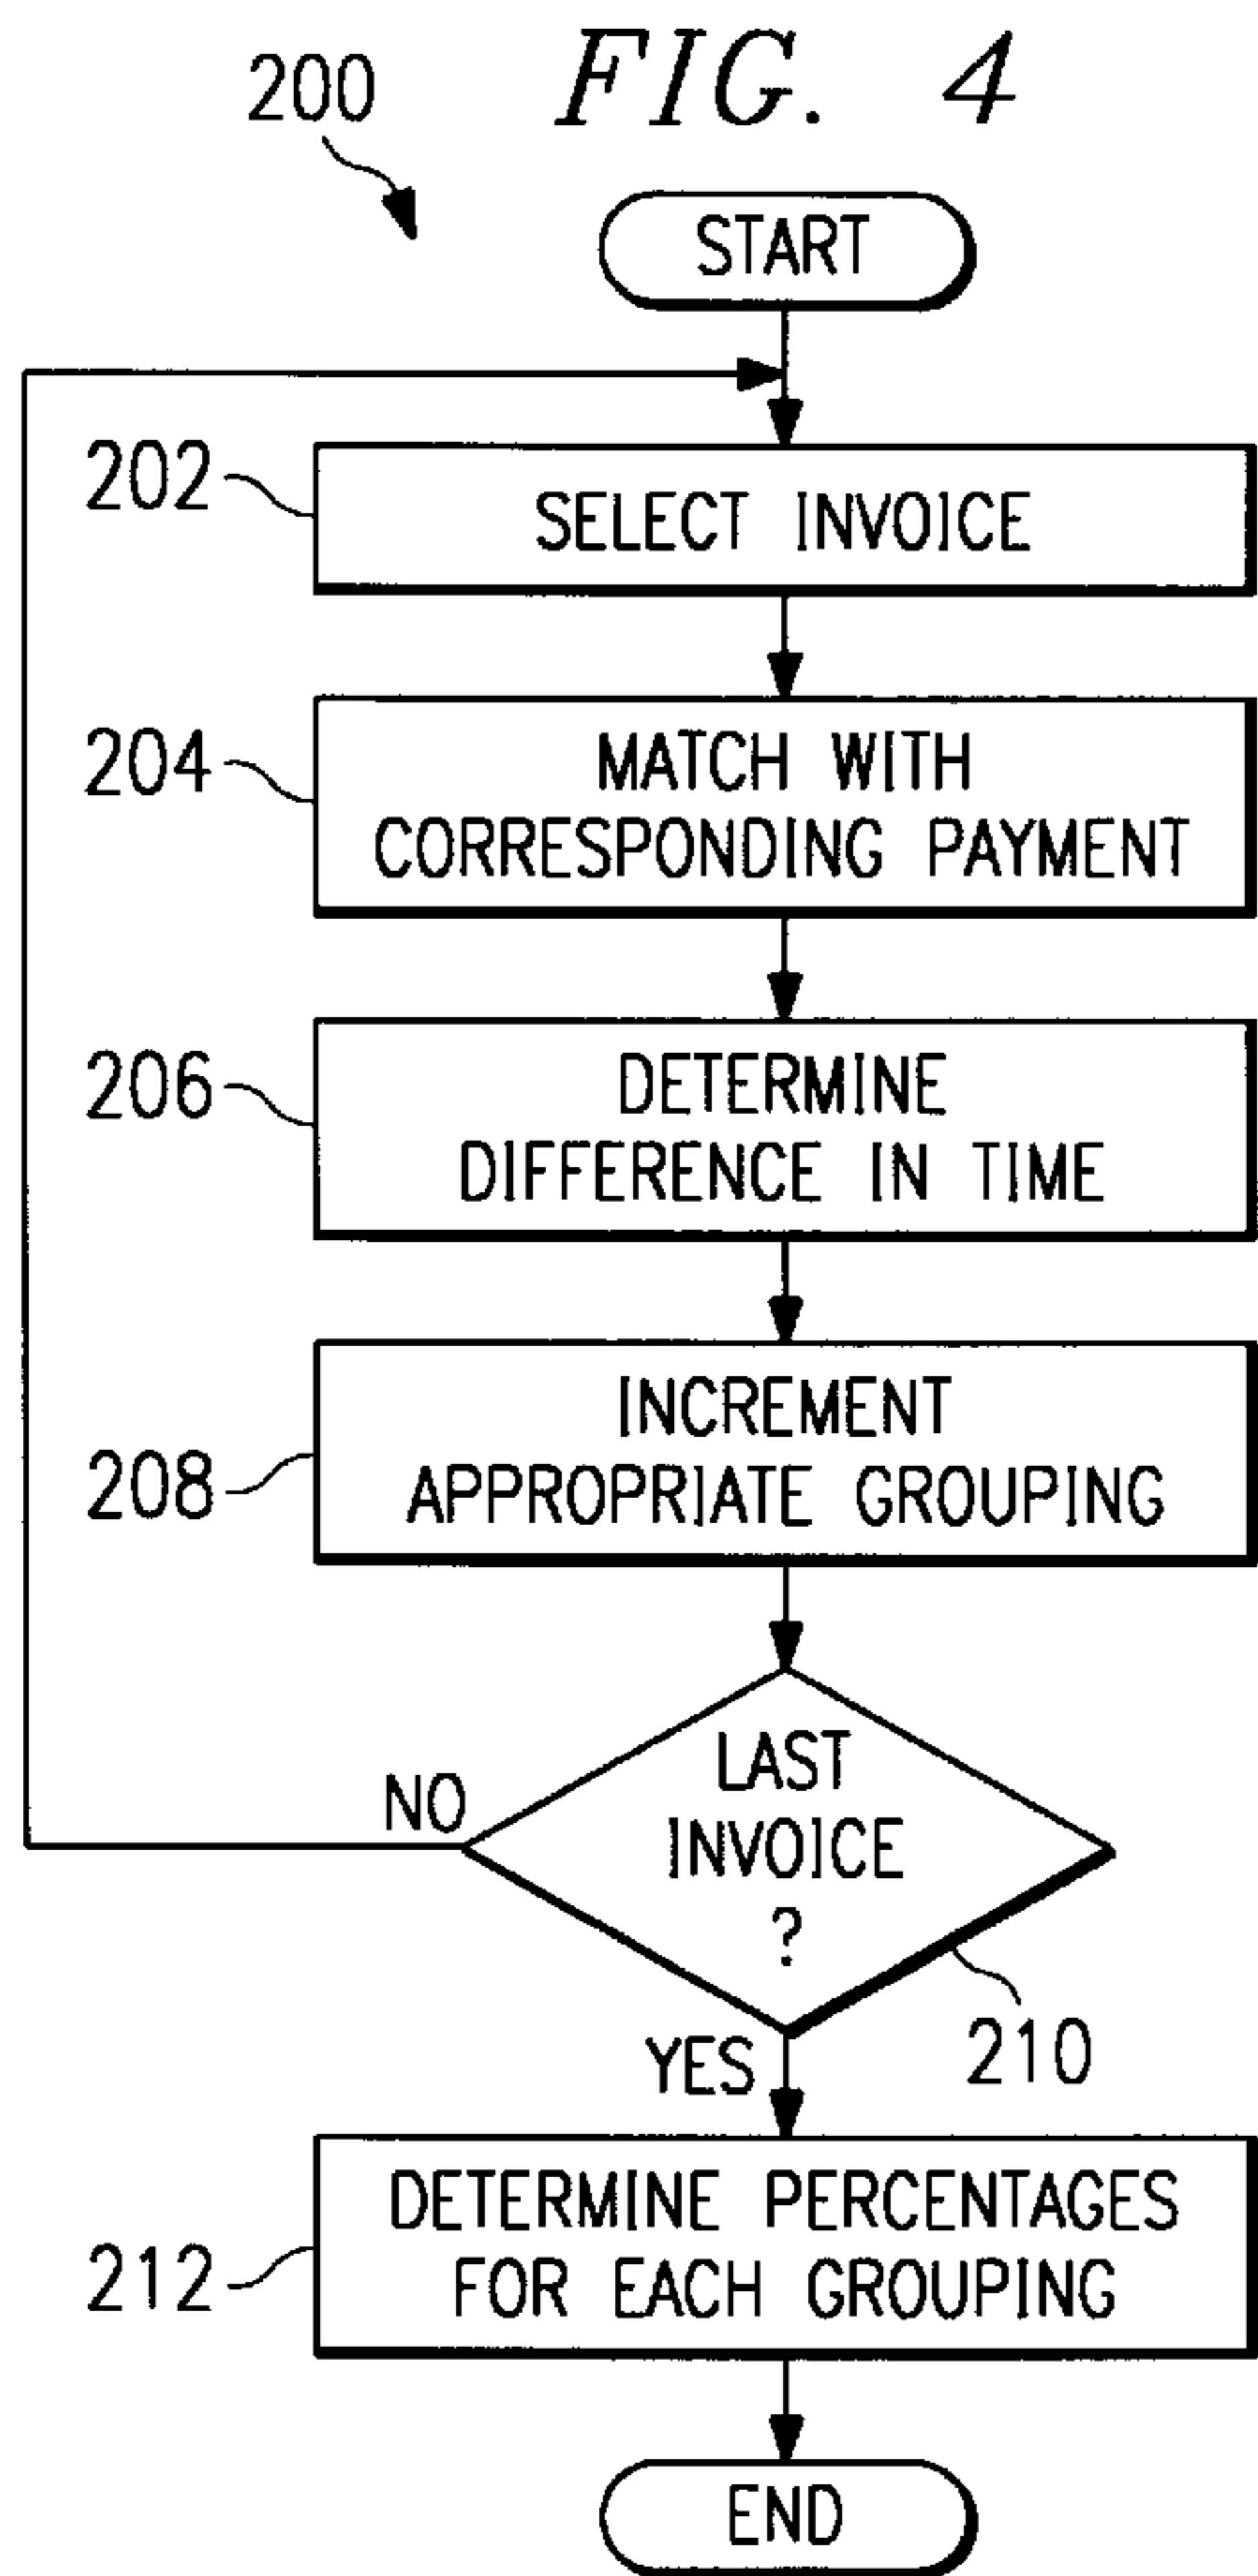 FIG. 4
200
START
202
SELECT INVOICE
204
MATCH WITH
CORRESPONDING PAYMENT
206
DETERMINE
DIFFERENCE IN TIME
208
INCREMENT
APPROPRIATE GROUPING
LAST
INVOICE
?
NO
YES
210
212
DETERMINE PERCENTAGES
FOR EACH GROUPING
END